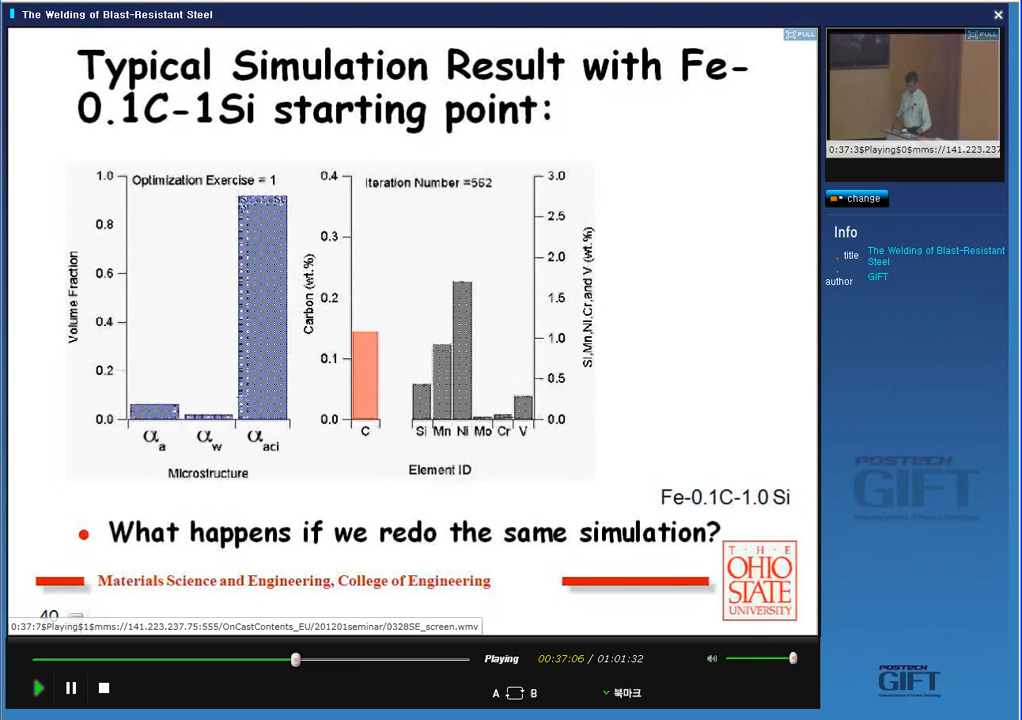 The Welding of Blast-Resistant Steel
FULL
Typical Simulation Result with Fe-
0.1C-1Si starting point:
Optimization Exercise = 1
1.0
0.8
0.6
0.4
0.2
0.0
Volume Fraction
αa
αw
αaci
Microstructure
Iteration Number =562
0.4
0.3
0.2
0.1
0.0
Carbon (wt.%)
3.0
2.5
2.0
1.5
1.0
0.5
0.0
Si,Mn,Ni,Cr,and V (wt.%)
C
Si Mn Ni Mo Cr V
Element ID
Fe-0.1C-1.0 Si
• What happens if we redo the same simulation?
Materials Science and Engineering, College of Engineering
T·H·E
OHIO
STATE
UNIVERSITY
40
0:37:7$Playing$1$mms://141.223.237.75:555/OnCastContents_EU/201201seminar/0328SE_screen.wmv
Playing
00:37:06 / 01:01:32
A B
북마크
FULL
0:37:3$Playing$0$mms://141.223.237
change
Info
title
The Welding of Blast-Resistant
Steel
author
GIFT
POSTECH
GIFT
POSTECH
GIFT